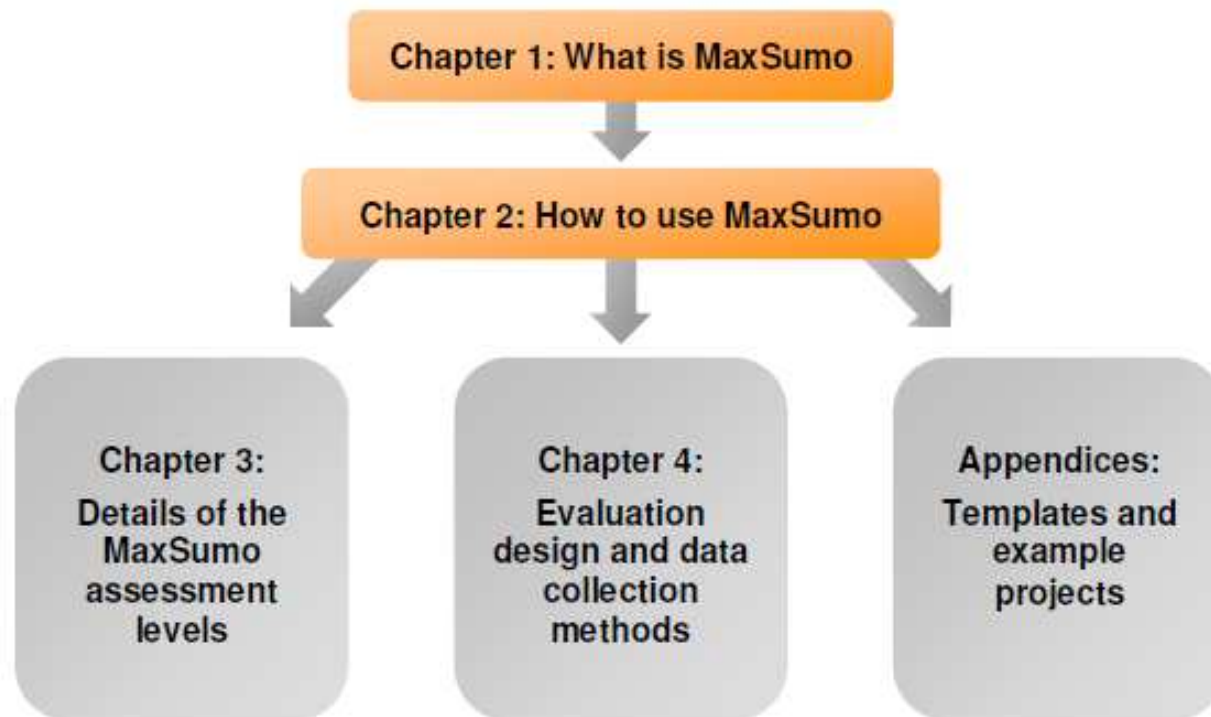 Chapter 1: What is MaxSumo
Chapter 2: How to use MaxSumo
Chapter 3:
Details of the
MaxSumo
assessment
levels
Chapter 4:
Evaluation
design and data
collection
methods
Appendices:
Templates and
example
projects